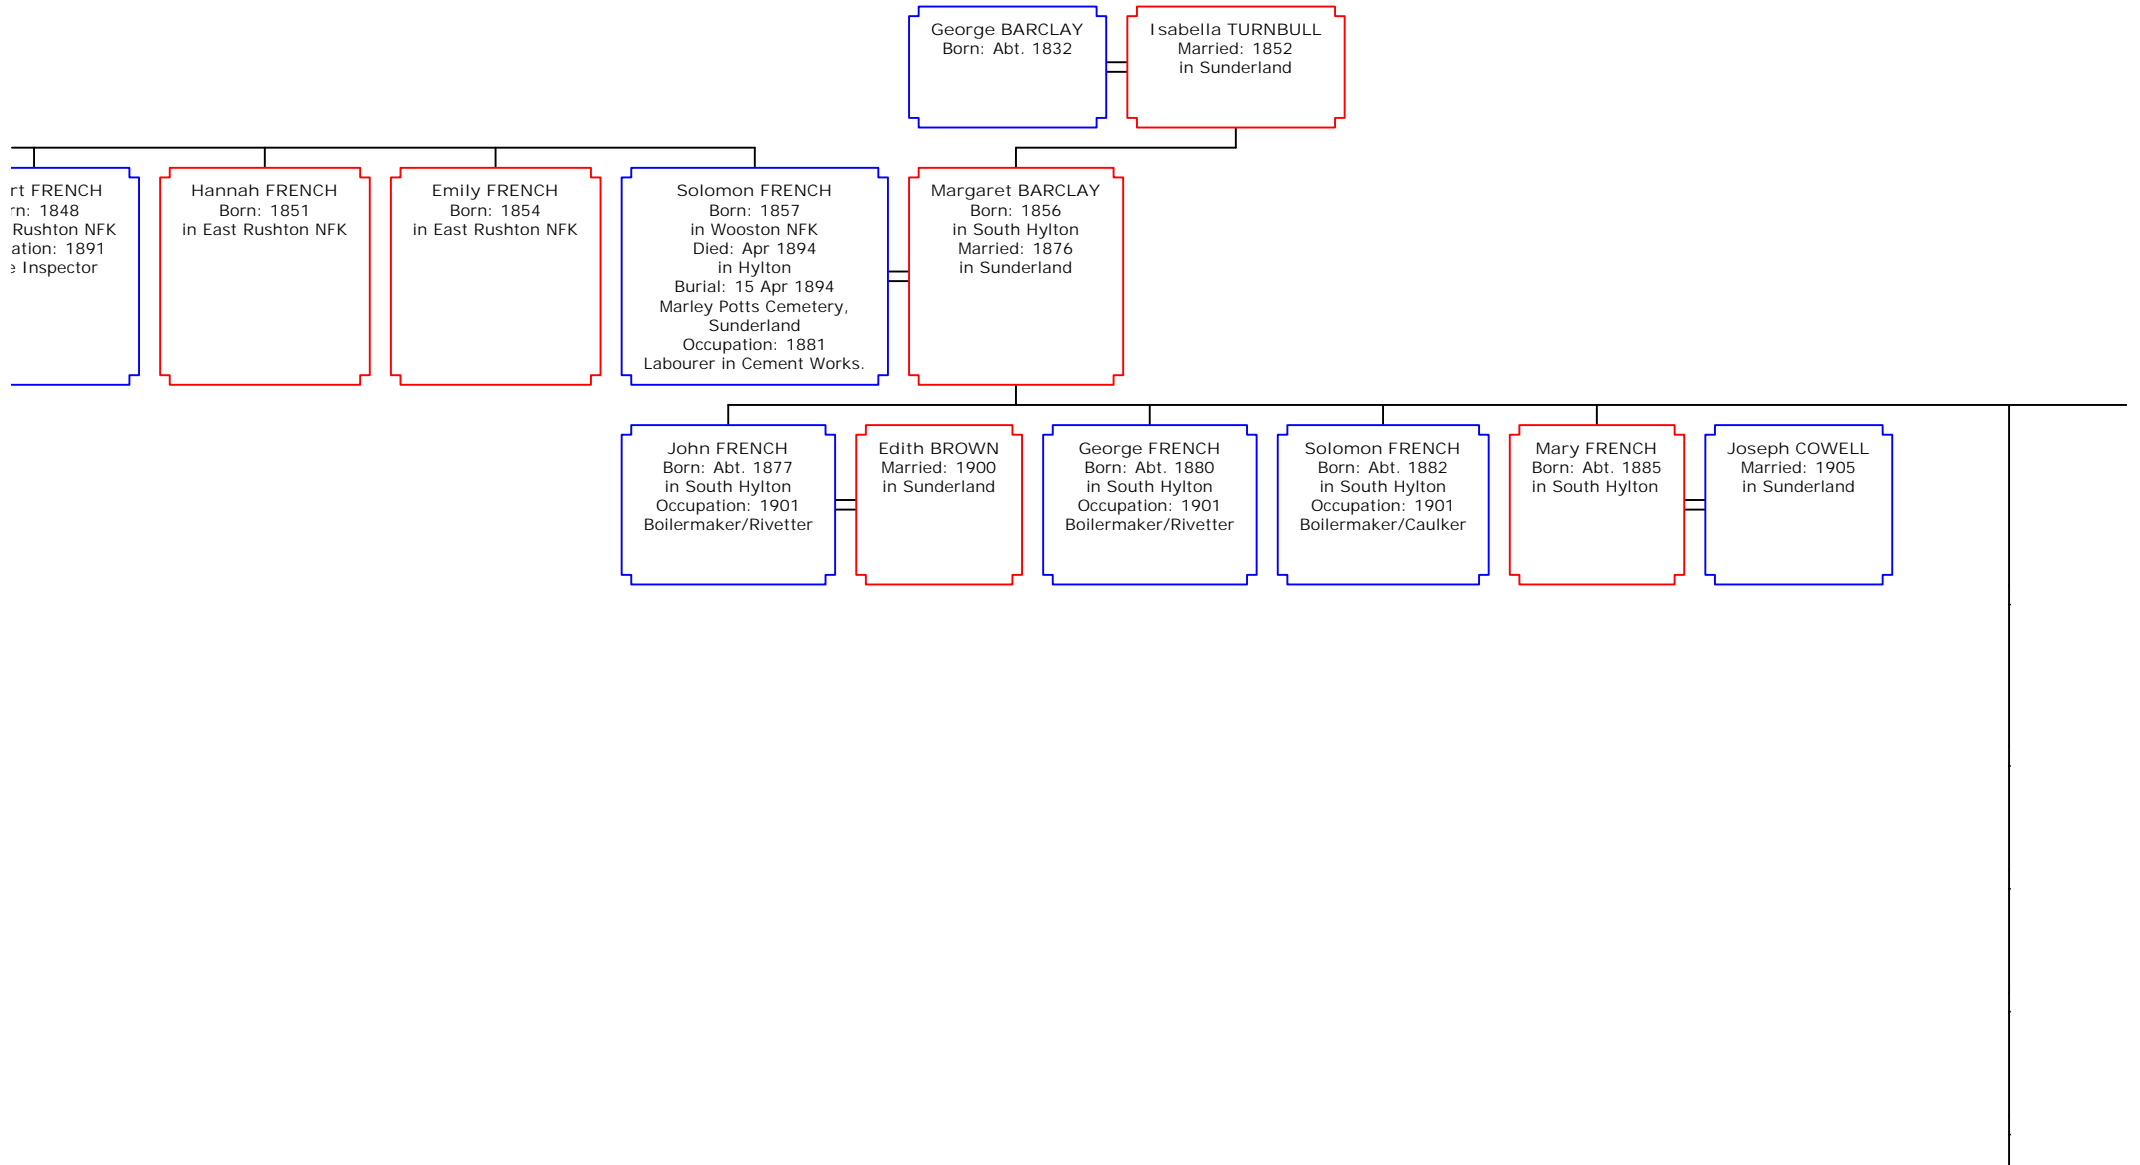 George BARCLAY
Born: Abt. 1832
Isabella TURNBULL
Married: 1852
in Sunderland
FRENCH
1848
Rushton NFK
1891
Inspector
Hannah FRENCH
Born: 1851
in East Rushton NFK
Emily FRENCH
Born: 1854
in East Rushton NFK
Solomon FRENCH
Born: 1857
in Wooston NFK
Died: Apr 1894
in Hylton
Burial: 15 Apr 1894
Marley Potts Cemetery,
Sunderland
Occupation: 1881
Labourer in Cement Works.
Margaret BARCLAY
Born: 1856
in South Hylton
Married: 1876
in Sunderland
John FRENCH
Born: Abt. 1877
in South Hylton
Occupation: 1901
Boilermaker/Rivetter
Edith BROWN
Married: 1900
in Sunderland
George FRENCH
Born: Abt. 1880
in South Hylton
Occupation: 1901
Boilermaker/Rivetter
Solomon FRENCH
Born: Abt. 1882
in South Hylton
Occupation: 1901
Boilermaker/Caulker
Mary FRENCH
Born: Abt. 1885
in South Hylton
Joseph COWELL
Married: 1905
in Sunderland